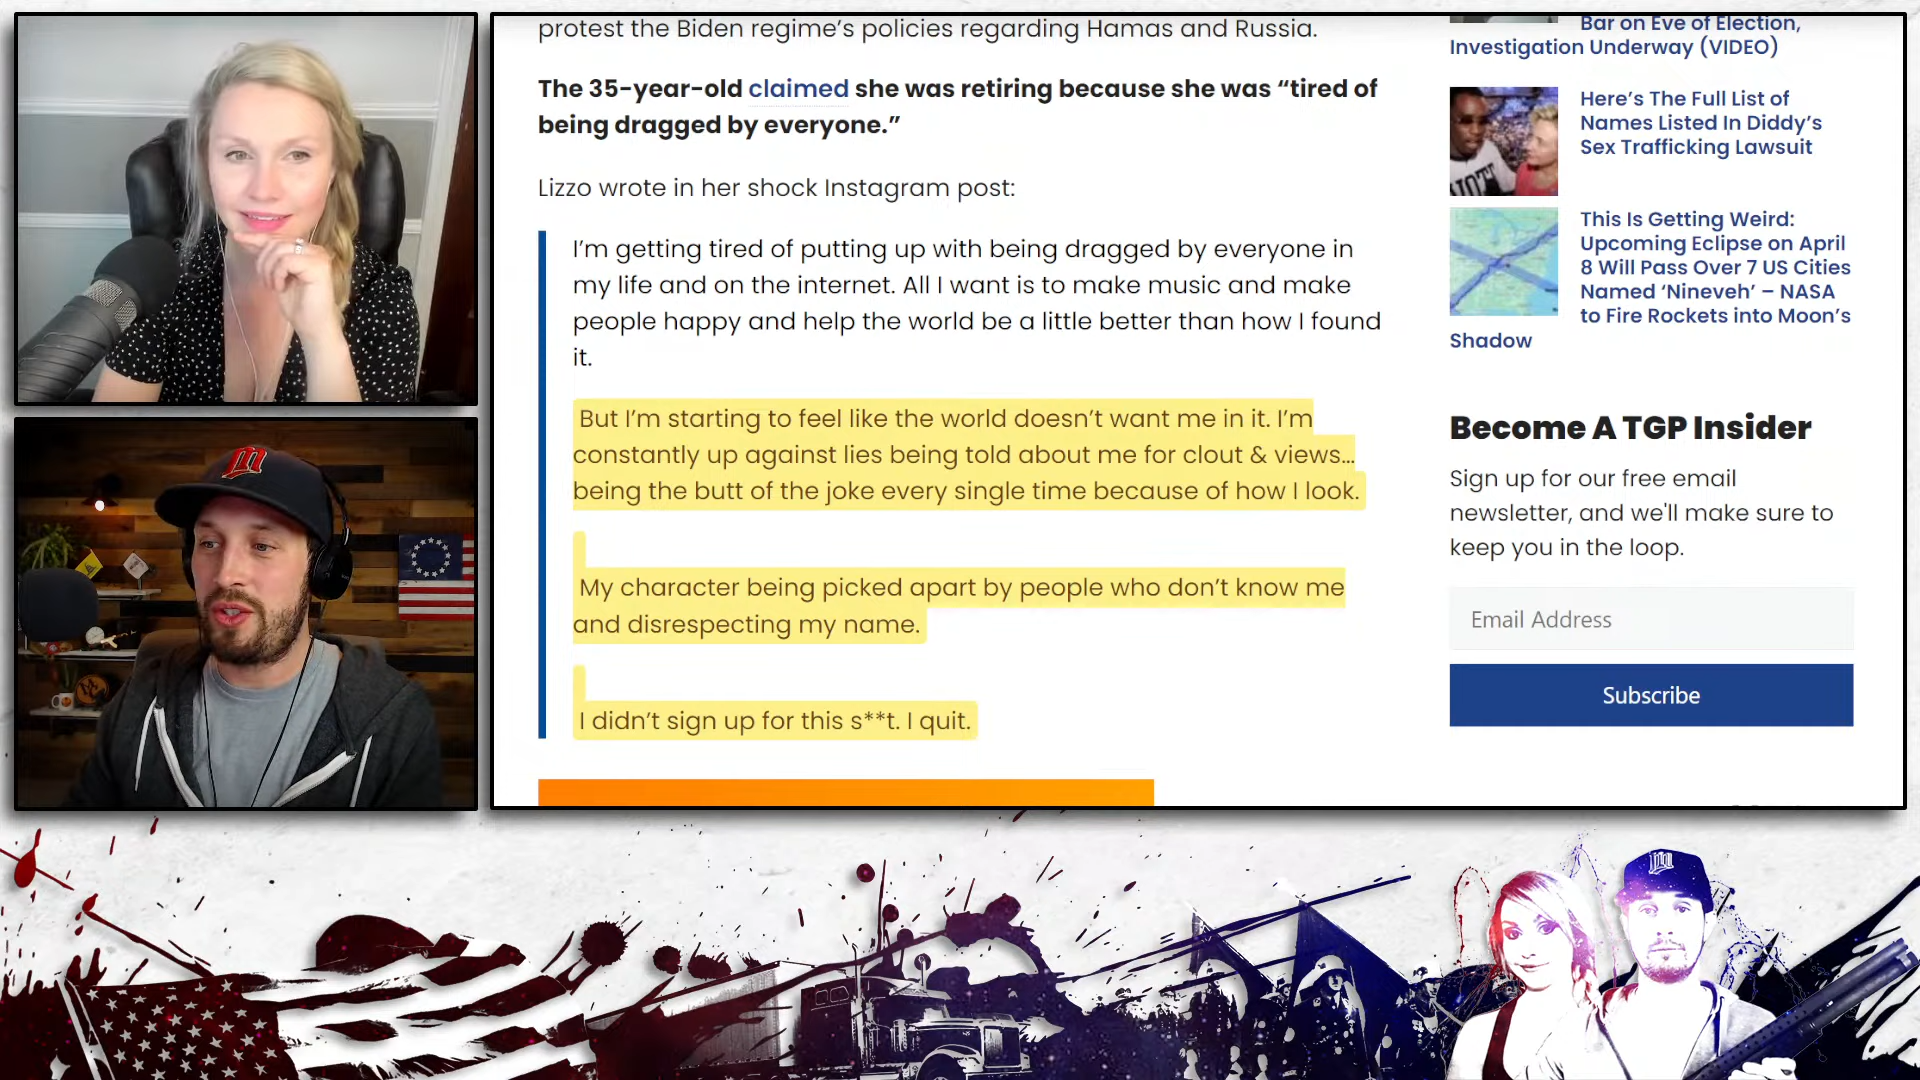 protest the Biden regime’s policies regarding Hamas and Russia.
The 35-year-old claimed she was retiring because she was “tired of
being dragged by everyone.”
Lizzo wrote in her shock Instagram post:
I’m getting tired of putting up with being dragged by everyone in
my life and on the internet. All I want is to make music and make
people happy and help the world be a little better than how I found
it.
But I’m starting to feel like the world doesn’t want me in it. I’m
constantly up against lies being told about me for clout & views…
being the butt of the joke every single time because of how I look.
My character being picked apart by people who don’t know me
and disrespecting my name.
I didn’t sign up for this s**t. I quit.
Bar on Eve of Election,
Investigation Underway (VIDEO)
Here’s The Full List of
Names Listed In Diddy’s
Sex Trafficking Lawsuit
This Is Getting Weird:
Upcoming Eclipse on April
8 Will Pass Over 7 US Cities
Named ‘Nineveh’ – NASA
to Fire Rockets into Moon’s
Shadow
Become A TGP Insider
Sign up for our free email
newsletter, and we'll make sure to
keep you in the loop.
Email Address
Subscribe